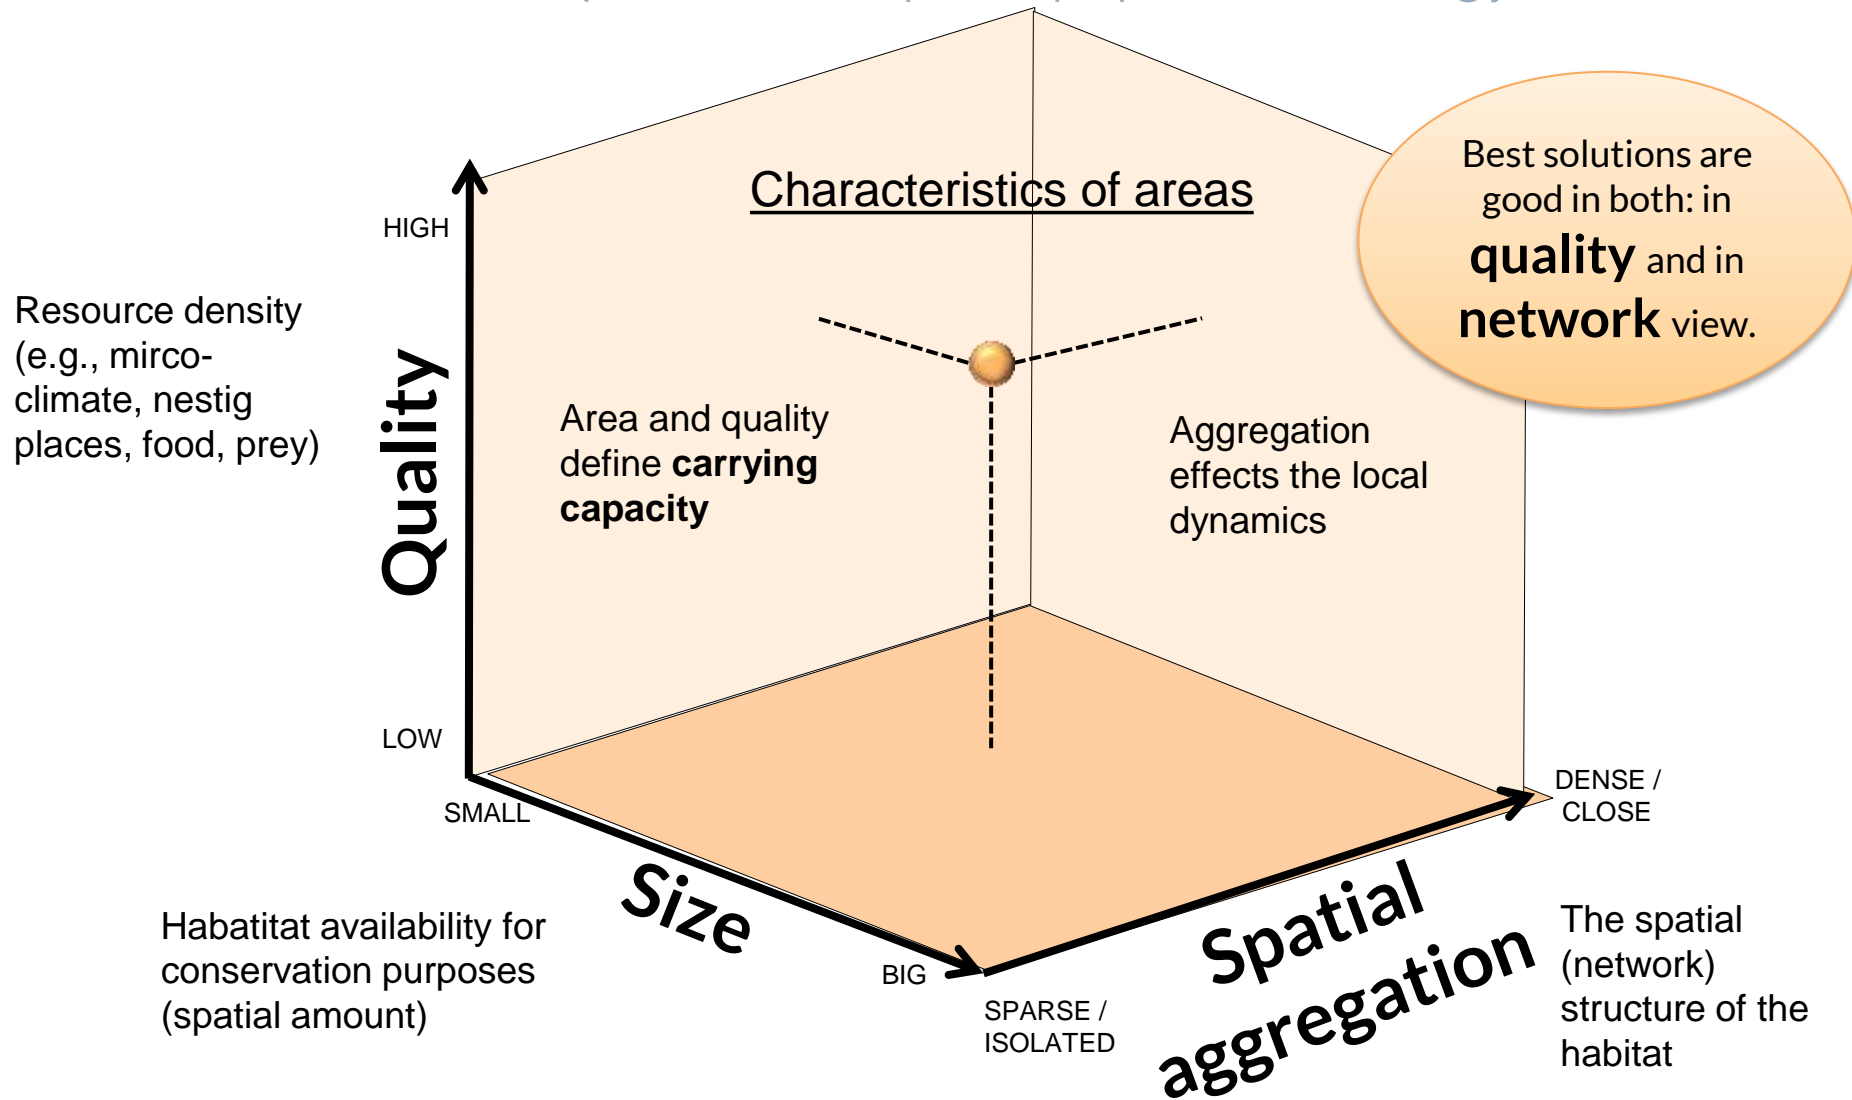 Characteristics of areas
Best solutions are
good in both: in
quality and in
network view.
HIGH
Resource density
(e.g., mirco-
climate, nestig
places, food, prey)
Quality
Area and quality
define carrying
capacity
Aggregation
effects the local
dynamics
LOW
SMALL
DENSE /
CLOSE
Size
Spatial
aggregation
Habatitat availability for
conservation purposes
(spatial amount)
BIG
SPARSE /
ISOLATED
The spatial
(network)
structure of the
habitat